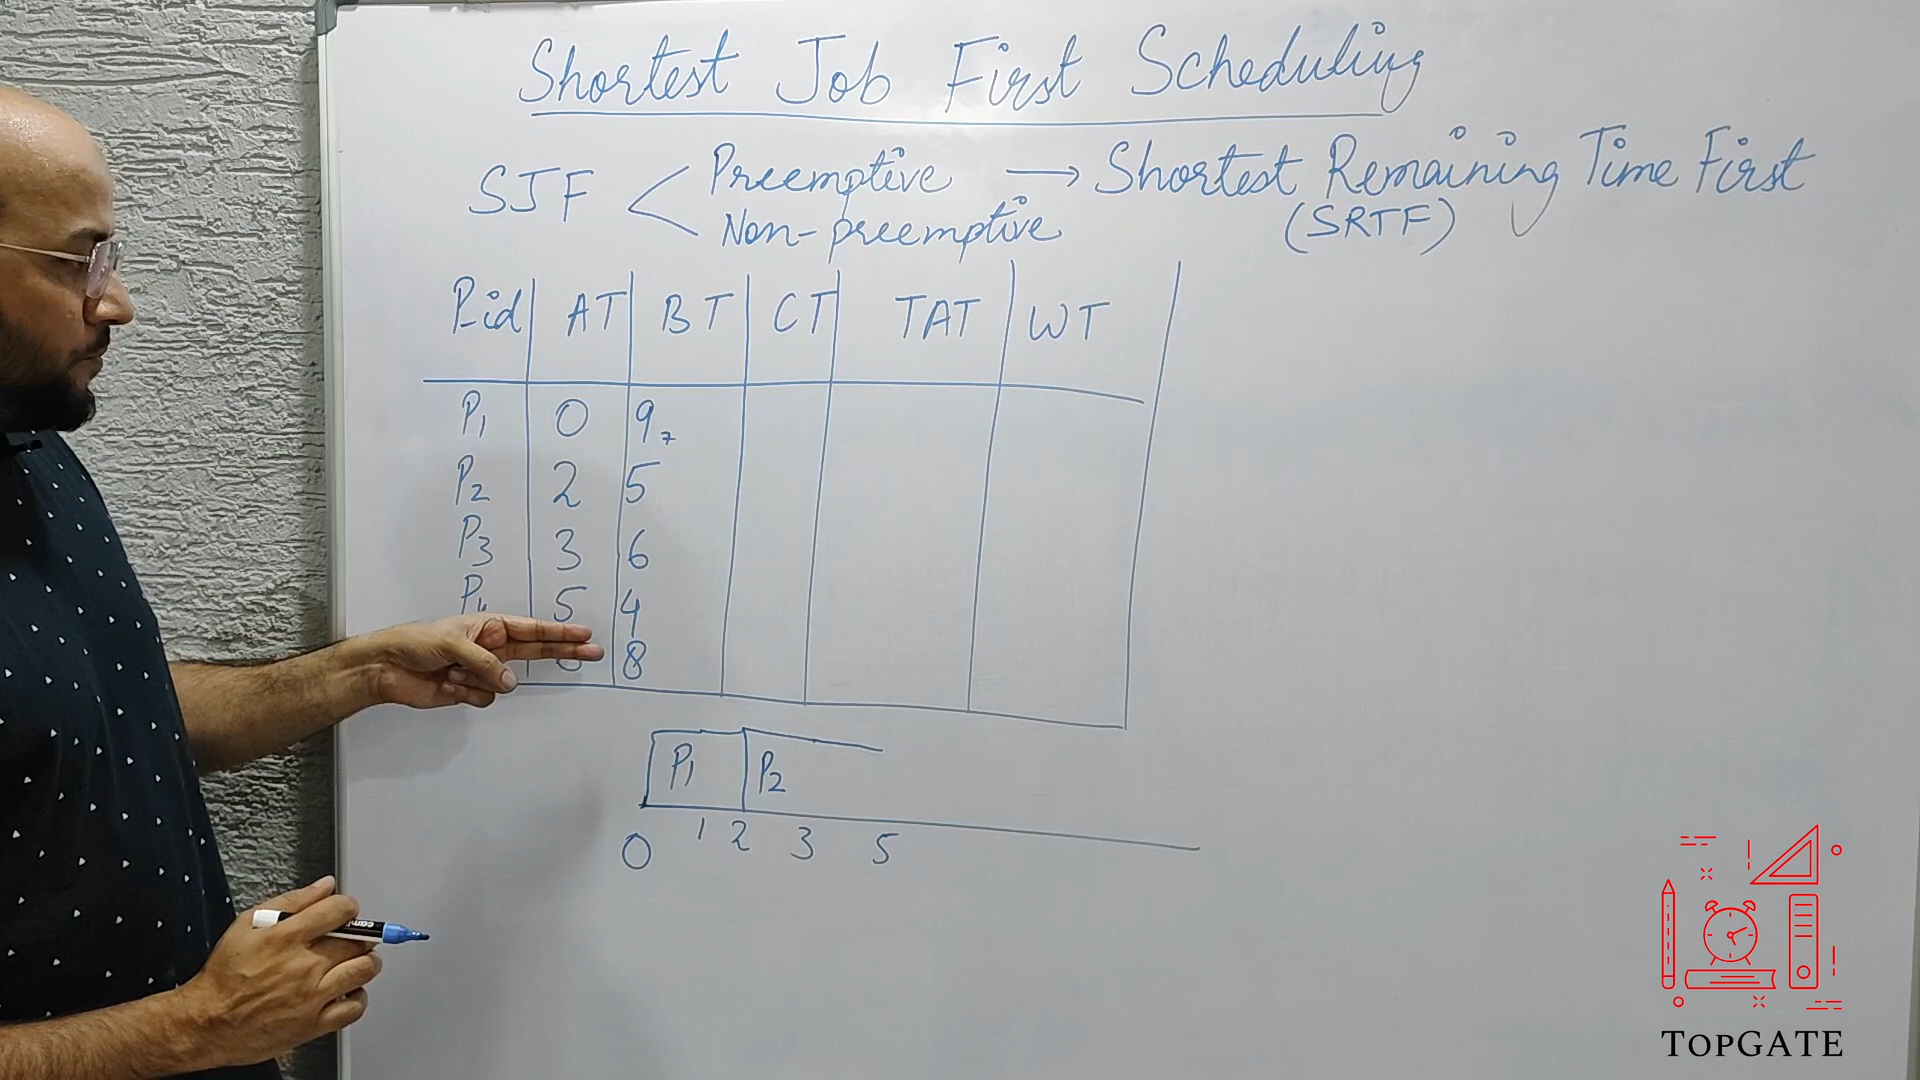 Shortest Job First Scheduling
SJF < Preemptive → Shortest Remaining Time First
Non-preemptive (SRTF)
P-id AT BT CT TAT WT
P1 0 9 7
P2 2 5
P3 3 6
P4 5 4
8
P1 P2
0 1 2 3 5
TOPGATE